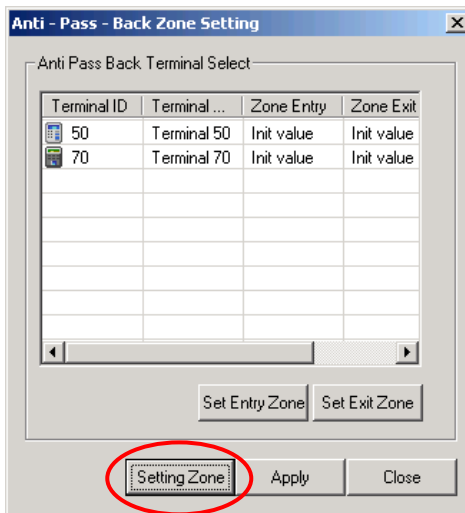 Anti - Pass - Back Zone Setting
Anti Pass Back Terminal Select
Terminal ID Terminal ... Zone Entry Zone Exit
50 Terminal 50 Init value Init value
70 Terminal 70 Init value Init value
Set Entry Zone Set Exit Zone
Setting Zone Apply Close